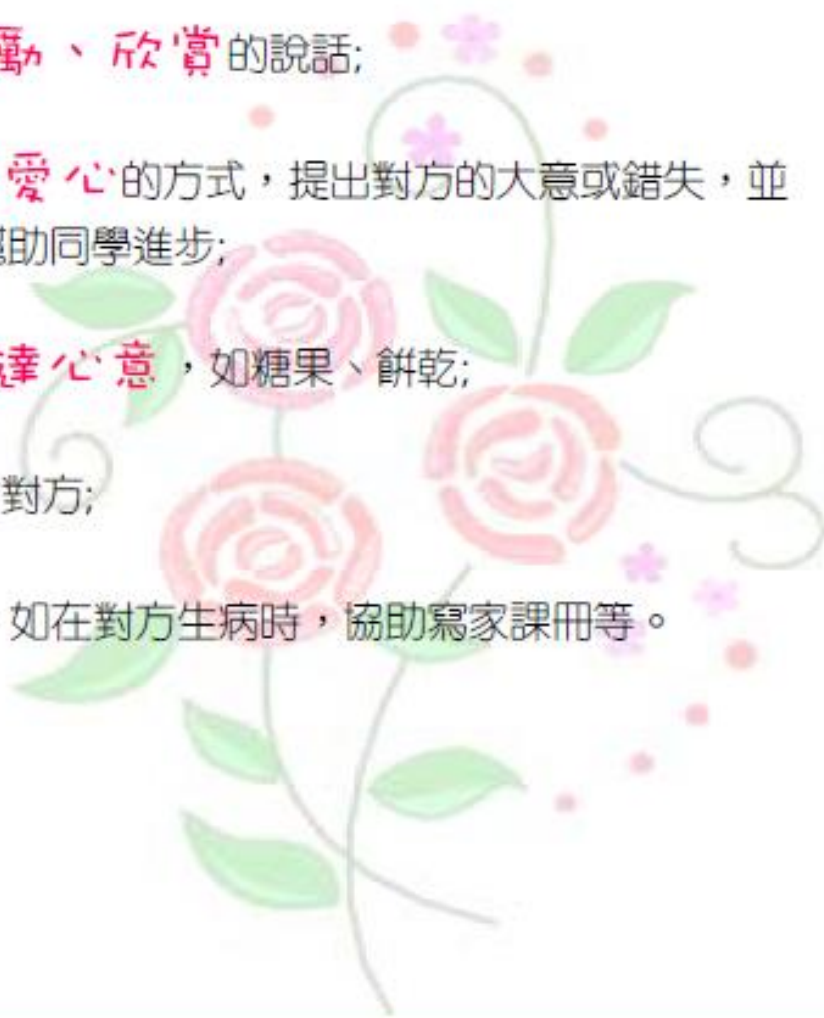 勵、欣賞的說話;
愛心的方式，提出對方的大意或錯失，並
幫助同學進步;
達心意，如糖果、餅乾;
對方;
如在對方生病時，協助寫家課冊等。